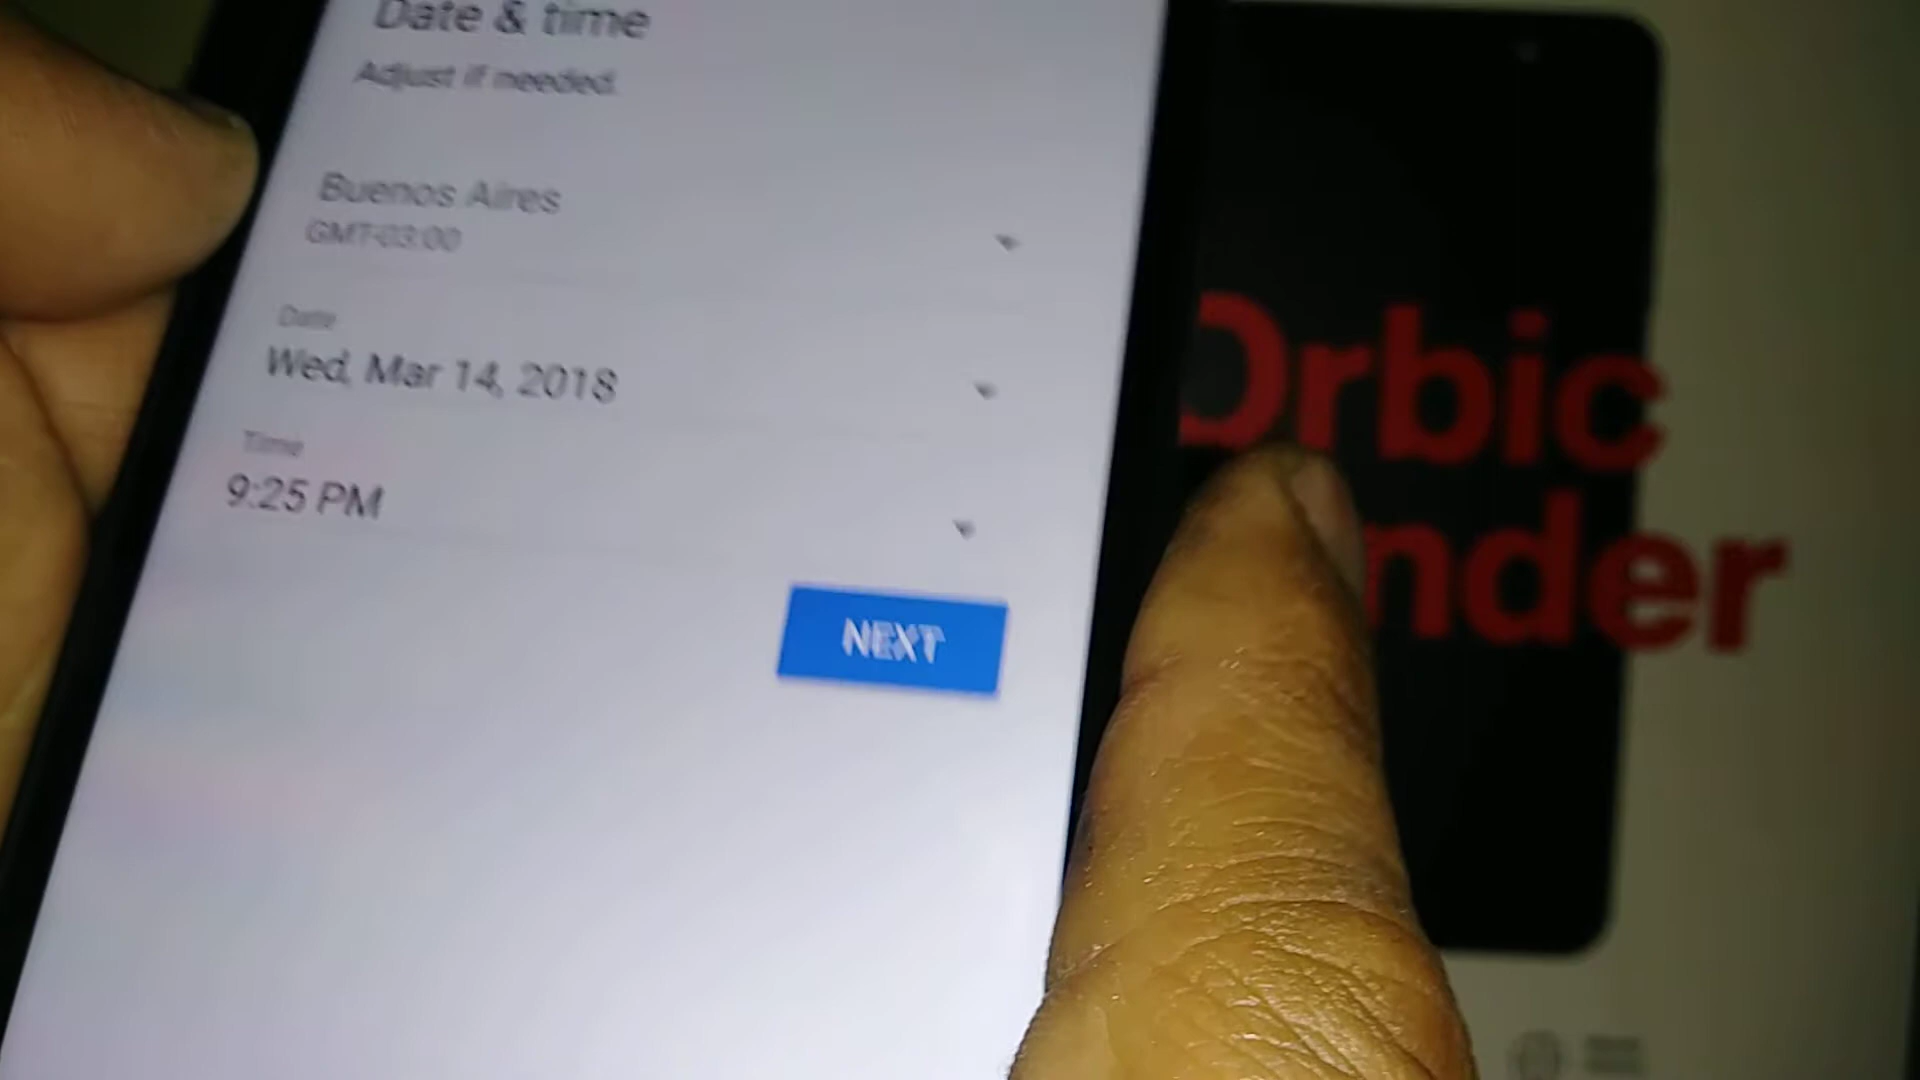 Date & time
Adjust if needed.
Buenos Aires
GMT-03:00
Date
Wed, Mar 14, 2018
Time
9:25 PM
NEXT
Orbic
nder